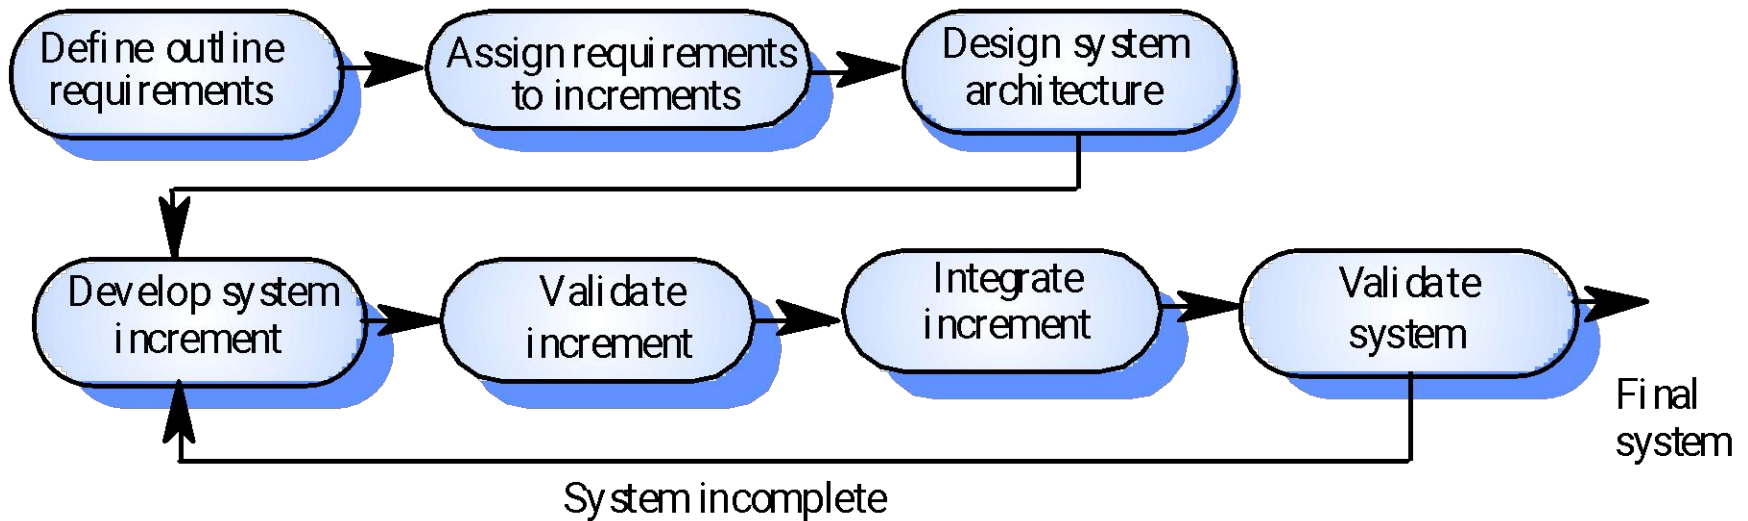 Define outline
requirements
Assign requirements
to increments
Design system
architecture
Develop system
increment
Validate
increment
Integrate
increment
Validate
system
Final
system
System incomplete